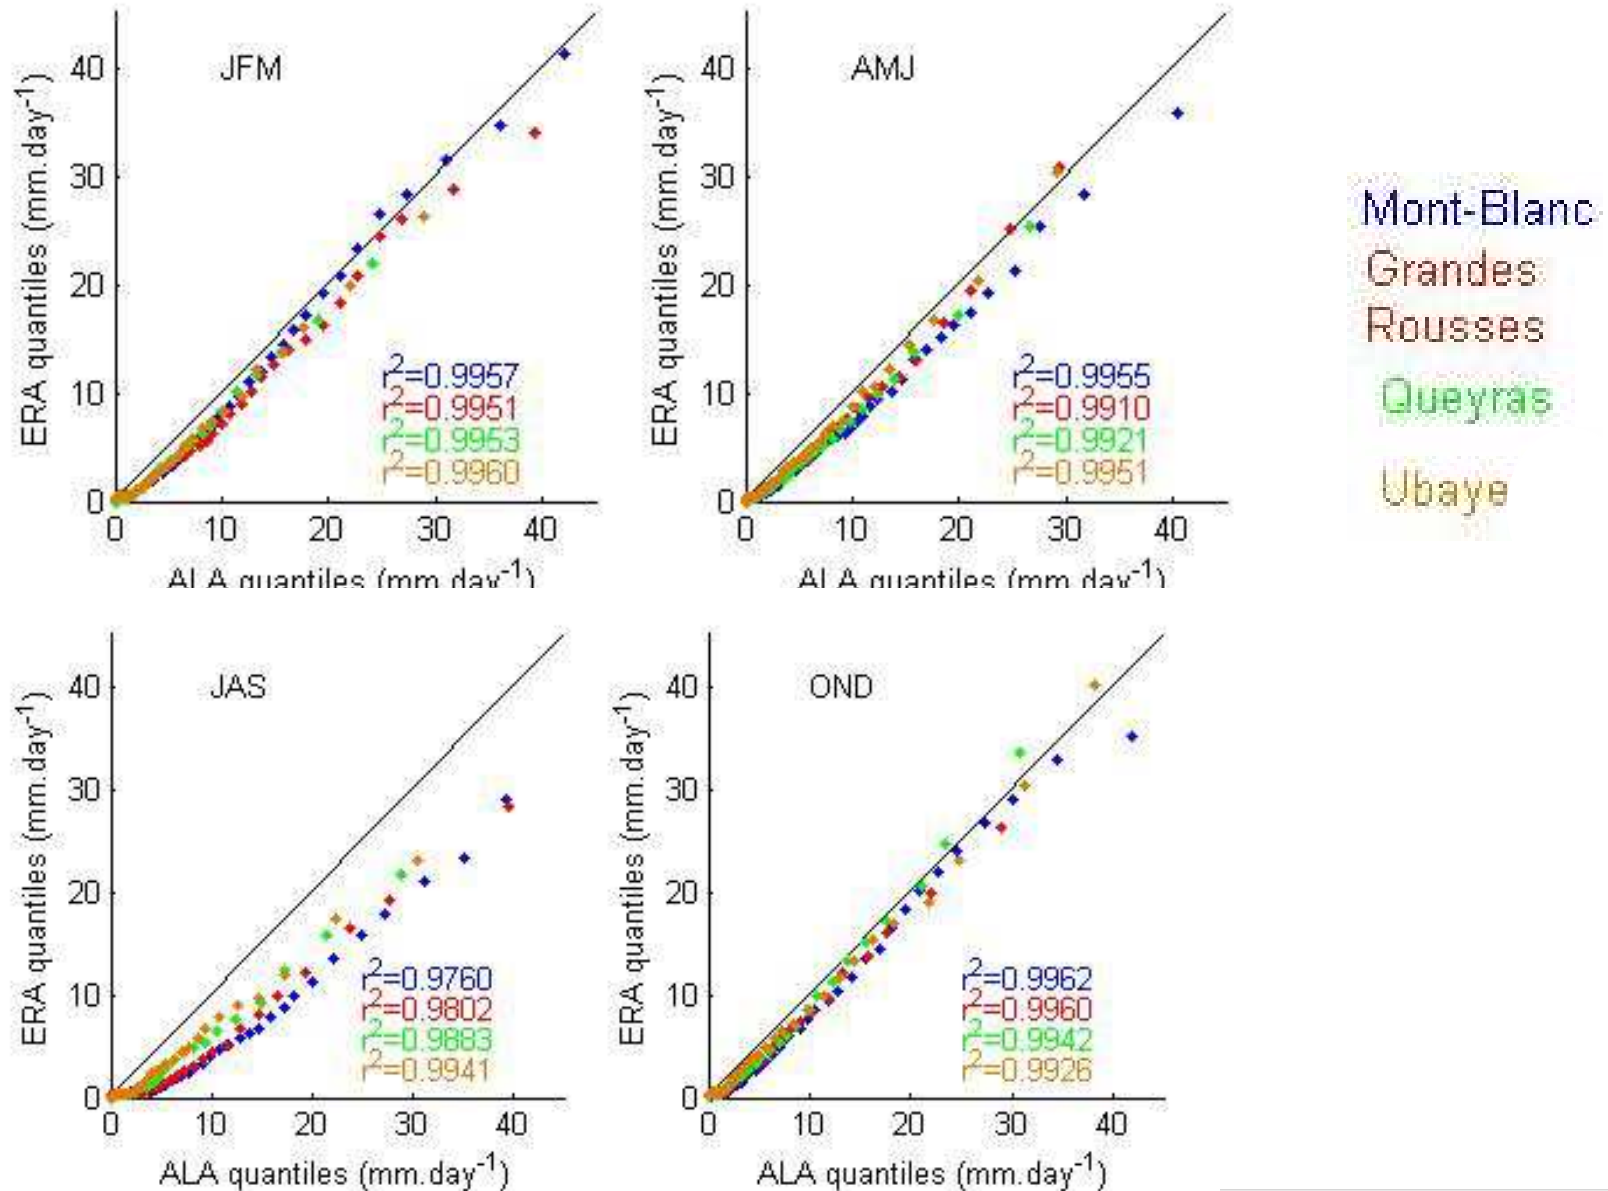 JFM
ERA quantiles (mm.day-1)
40
30
20
10
0
r2=0.9957
r2=0.9951
r2=0.9953
r2=0.9960
0 10 20 30 40
ALA quantiles (mm.day-1)
AMJ
ERA quantiles (mm.day-1)
40
30
20
10
0
r2=0.9955
r2=0.9910
r2=0.9921
r2=0.9951
0 10 20 30 40
ALA quantiles (mm.day-1)
Mont-Blanc
Grandes
Rousses
Queyras
Ubaye
JAS
ERA quantiles (mm.day-1)
40
30
20
10
0
r2=0.9760
r2=0.9802
r2=0.9883
r2=0.9941
0 10 20 30 40
ALA quantiles (mm.day-1)
OND
ERA quantiles (mm.day-1)
40
30
20
10
0
r2=0.9962
r2=0.9960
r2=0.9942
r2=0.9926
0 10 20 30 40
ALA quantiles (mm.day-1)